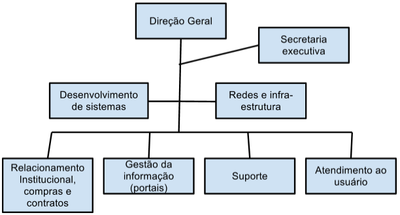 Direção Geral
Secretaria
executiva
Desenvolvimento
de sistemas
Redes e infra-
estrutura
Relacionamento
Institucional,
compras e
contratos
Gestão da
informação
(portais)
Suporte
Atendimento ao
usuário